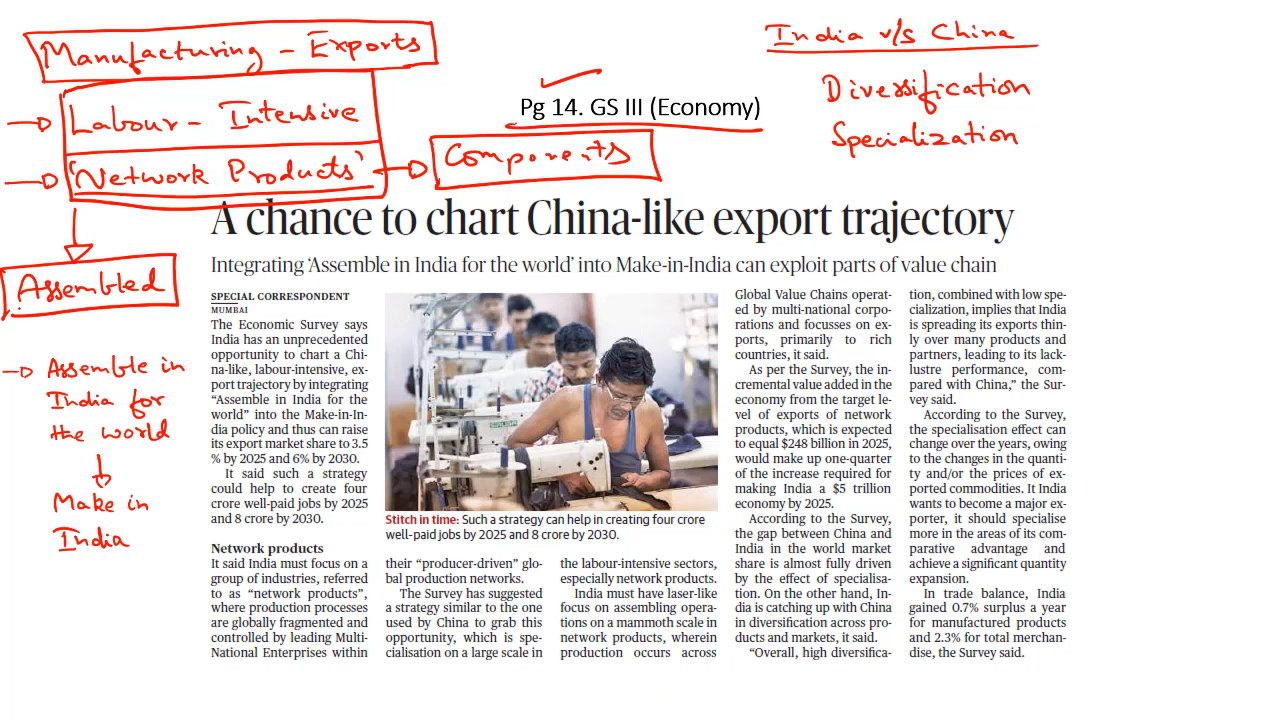 Manufacturing - Exports
Labour - Intensive
'Network Products'
Components
Assembled
Assemble in
India for
the world
Make in
India
Pg 14. GS III (Economy)
India v/s China
Diversification
Specialization
A chance to chart China-like export trajectory
Integrating ‘Assemble in India for the world’ into Make-in-India can exploit parts of value chain
SPECIAL CORRESPONDENT
MUMBAI
The Economic Survey says
India has an unprecedented
opportunity to chart a Chi-
na-like, labour-intensive, ex-
port trajectory by integrating
“Assemble in India for the
world” into the Make-in-In-
dia policy and thus can raise
its export market share to 3.5
% by 2025 and 6% by 2030.
It said such a strategy
could help to create four
crore well-paid jobs by 2025
and 8 crore by 2030.
Network products
It said India must focus on a
group of industries, referred
to as “network products”,
where production processes
are globally fragmented and
controlled by leading Multi-
National Enterprises within
Stitch in time: Such a strategy can help in creating four crore
well-paid jobs by 2025 and 8 crore by 2030.
their “producer-driven” glo-
bal production networks.
The Survey has suggested
a strategy similar to the one
used by China to grab this
opportunity, which is spe-
cialisation on a large scale in
the labour-intensive sectors,
especially network products.
India must have laser-like
focus on assembling opera-
tions on a mammoth scale in
network products, wherein
production occurs across
Global Value Chains operat-
ed by multi-national corpo-
rations and focusses on ex-
ports, primarily to rich
countries, it said.
As per the Survey, the in-
cremental value added in the
economy from the target le-
vel of exports of network
products, which is expected
to equal $248 billion in 2025,
would make up one-quarter
of the increase required for
making India a $5 trillion
economy by 2025.
According to the Survey,
the gap between China and
India in the world market
share is almost fully driven
by the effect of specialisa-
tion. On the other hand, In-
dia is catching up with China
in diversification across pro-
ducts and markets, it said.
“Overall, high diversifica-
tion, combined with low spe-
cialization, implies that India
is spreading its exports thin-
ly over many products and
partners, leading to its lack-
lustre performance, com-
pared with China,” the Sur-
vey said.
According to the Survey,
the specialisation effect can
change over the years, owing
to the changes in the quanti-
ty and/or the prices of ex-
ported commodities. It India
wants to become a major ex-
porter, it should specialise
more in the areas of its com-
parative advantage and
achieve a significant quantity
expansion.
In trade balance, India
gained 0.7% surplus a year
for manufactured products
and 2.3% for total merchan-
dise, the Survey said.